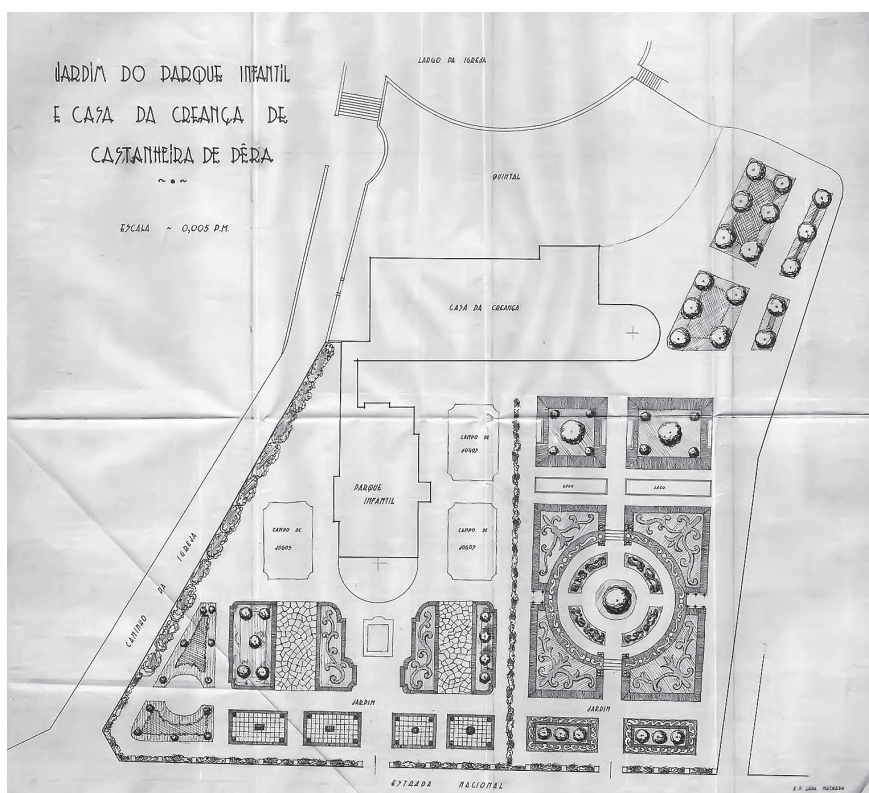 JARDIM DO PARQUE INFANTIL
E CASA DA CREANÇA DE
CASTANHEIRA DE PÊRA
ESCALA ~ 0,005 P.M.
LARGO DA IGREJA
QUINTAL
CASA DA CREANÇA
CAMPO DE
JOGOS
PARQUE
INFANTIL
LAGO
LAGO
CAMPO DE
JOGOS
CAMPO DE
JOGOS
CAMINHO DA IGREJA
JARDIM
JARDIM
ESTRADA NACIONAL
MACHADO